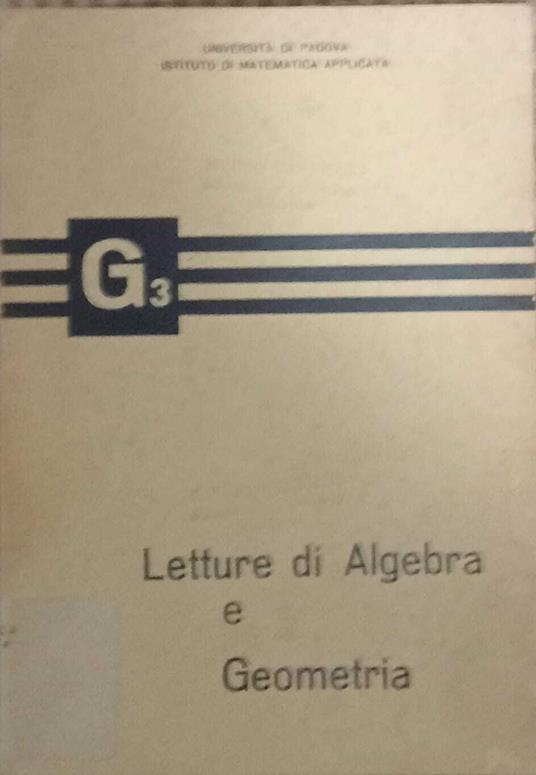 UNIVERSITÀ DI PADOVA
ISTITUTO DI MATEMATICA APPLICATA
G3
Letture di Algebra
e
Geometria